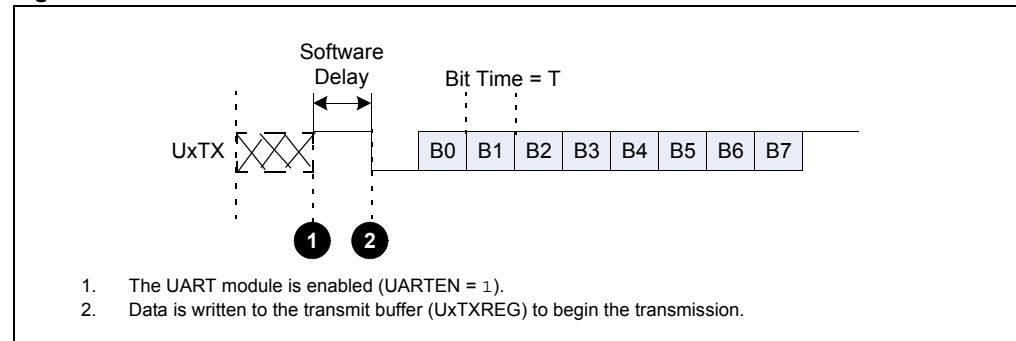 Software
Delay
Bit Time = T
UxTX
B0 B1 B2 B3 B4 B5 B6 B7
1 2
1. The UART module is enabled (UARTEN = 1).
2. Data is written to the transmit buffer (UxTXREG) to begin the transmission.